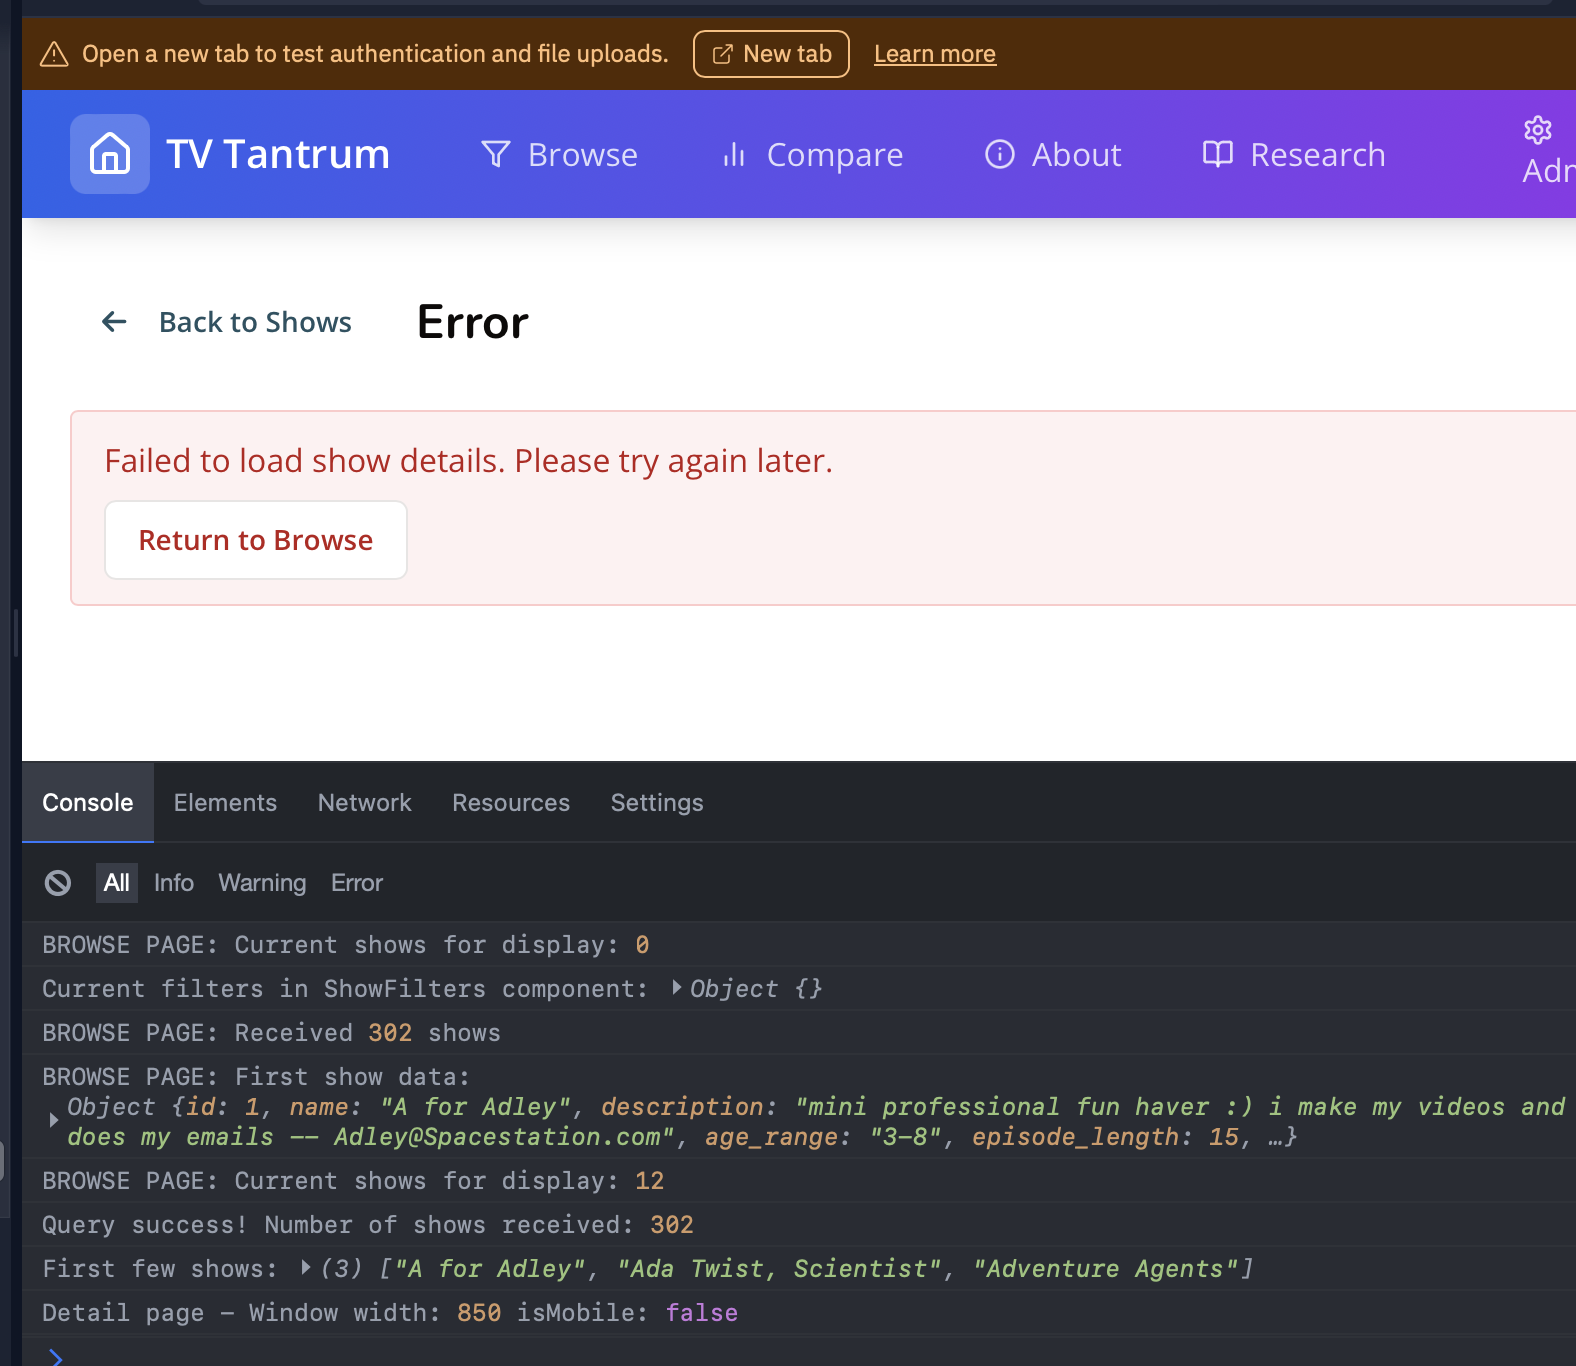 Open a new tab to test authentication and file uploads. New tab Learn more
TV Tantrum Browse Compare About Research
Back to Shows Error
Failed to load show details. Please try again later.
Return to Browse
Console Elements Network Resources Settings
All Info Warning Error
BROWSE PAGE: Current shows for display: 0
Current filters in ShowFilters component: Object {}
BROWSE PAGE: Received 302 shows
BROWSE PAGE: First show data:
Object {id: 1, name: "A for Adley", description: "mini professional fun haver :) i make my videos and
does my emails -- Adley@Spacestation.com", age_range: "3–8", episode_length: 15, …}
BROWSE PAGE: Current shows for display: 12
Query success! Number of shows received: 302
First few shows: (3) ["A for Adley", "Ada Twist, Scientist", "Adventure Agents"]
Detail page – Window width: 850 isMobile: false